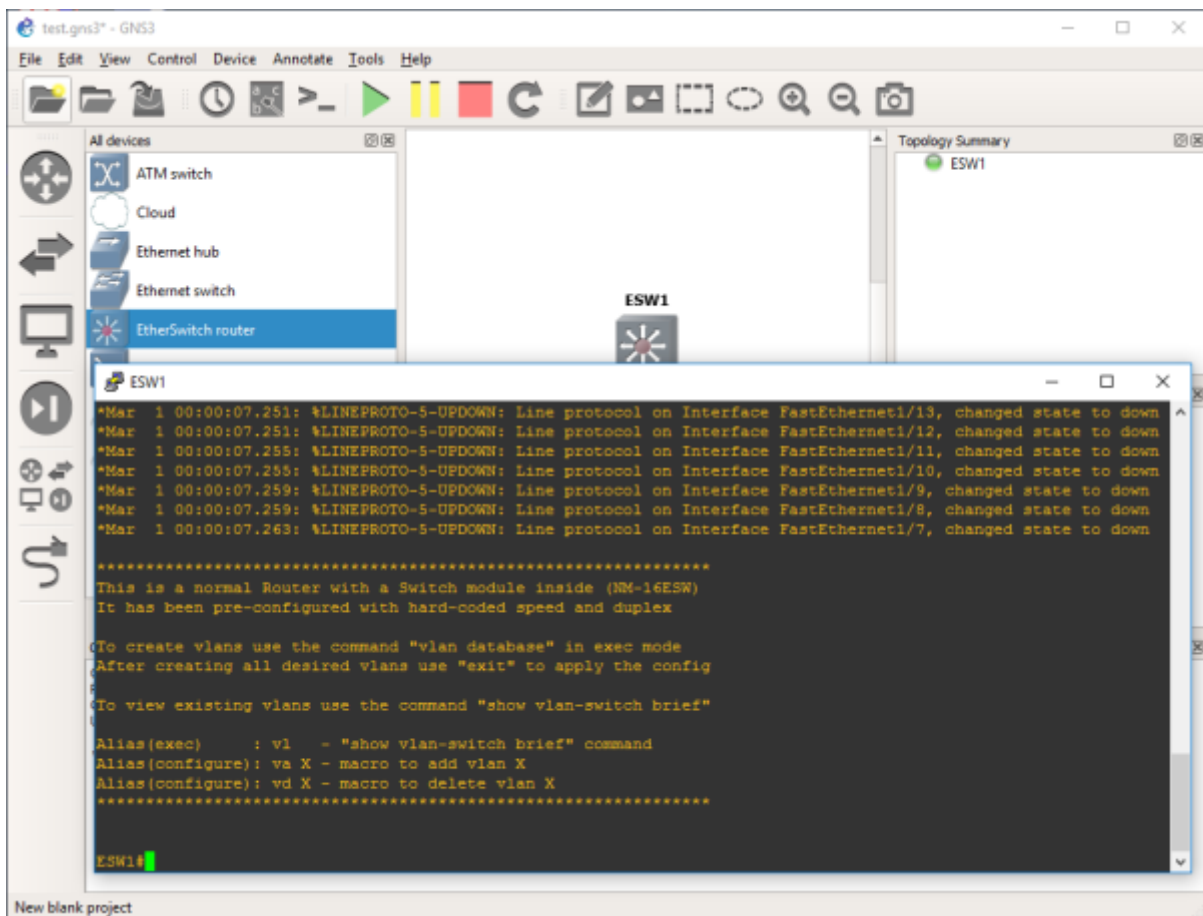 test.gns3* - GNS3
File Edit View Control Device Annotate Tools Help
All devices
Topology Summary
ESW1
ATM switch
Cloud
Ethernet hub
Ethernet switch
EtherSwitch router
ESW1
ESW1
*Mar  1 00:00:07.251: %LINEPROTO-5-UPDOWN: Line protocol on Interface FastEthernet1/13, changed state to down
*Mar  1 00:00:07.251: %LINEPROTO-5-UPDOWN: Line protocol on Interface FastEthernet1/12, changed state to down
*Mar  1 00:00:07.255: %LINEPROTO-5-UPDOWN: Line protocol on Interface FastEthernet1/11, changed state to down
*Mar  1 00:00:07.255: %LINEPROTO-5-UPDOWN: Line protocol on Interface FastEthernet1/10, changed state to down
*Mar  1 00:00:07.259: %LINEPROTO-5-UPDOWN: Line protocol on Interface FastEthernet1/9, changed state to down
*Mar  1 00:00:07.259: %LINEPROTO-5-UPDOWN: Line protocol on Interface FastEthernet1/8, changed state to down
*Mar  1 00:00:07.263: %LINEPROTO-5-UPDOWN: Line protocol on Interface FastEthernet1/7, changed state to down
***************************************************************
This is a normal Router with a Switch module inside (NM-16ESW)
It has been pre-configured with hard-coded speed and duplex
To create vlans use the command "vlan database" in exec mode
After creating all desired vlans use "exit" to apply the config
To view existing vlans use the command "show vlan-switch brief"
Alias(exec)     : vl   - "show vlan-switch brief" command
Alias(configure): va X - macro to add vlan X
Alias(configure): vd X - macro to delete vlan X
***************************************************************
ESW1#
New blank project